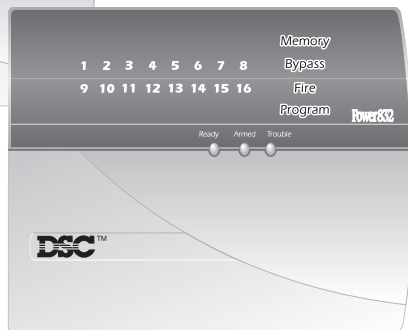 Memory
1 2 3 4 5 6 7 8 Bypass
9 10 11 12 13 14 15 16 Fire
Program Power832
Ready Armed Trouble
DSC™